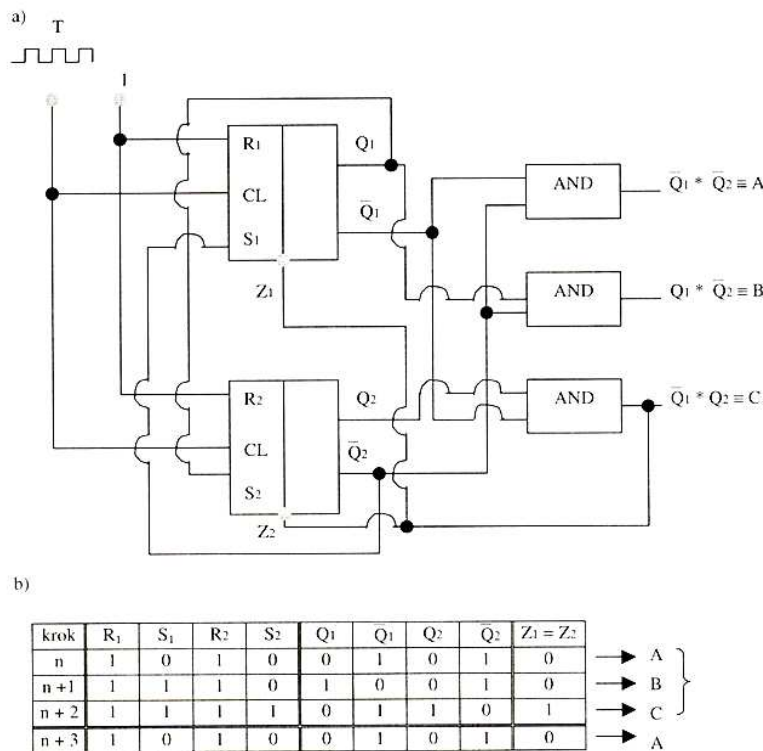 a)
T
1
R1
CL
S1
Z1
Q1
Q̅1
R2
CL
S2
Z2
Q2
Q̅2
AND
Q̅1 * Q̅2 ≡ A
AND
Q1 * Q̅2 ≡ B
AND
Q̅1 * Q2 ≡ C
b)
krok R1 S1 R2 S2 Q1 Q̅1 Q2 Q̅2 Z1 = Z2
n 1 0 1 0 0 1 0 1 0 A
n +1 1 1 1 0 1 0 0 1 0 B
n + 2 1 1 1 1 0 1 1 0 1 C
n + 3 1 0 1 0 0 1 0 1 0 A